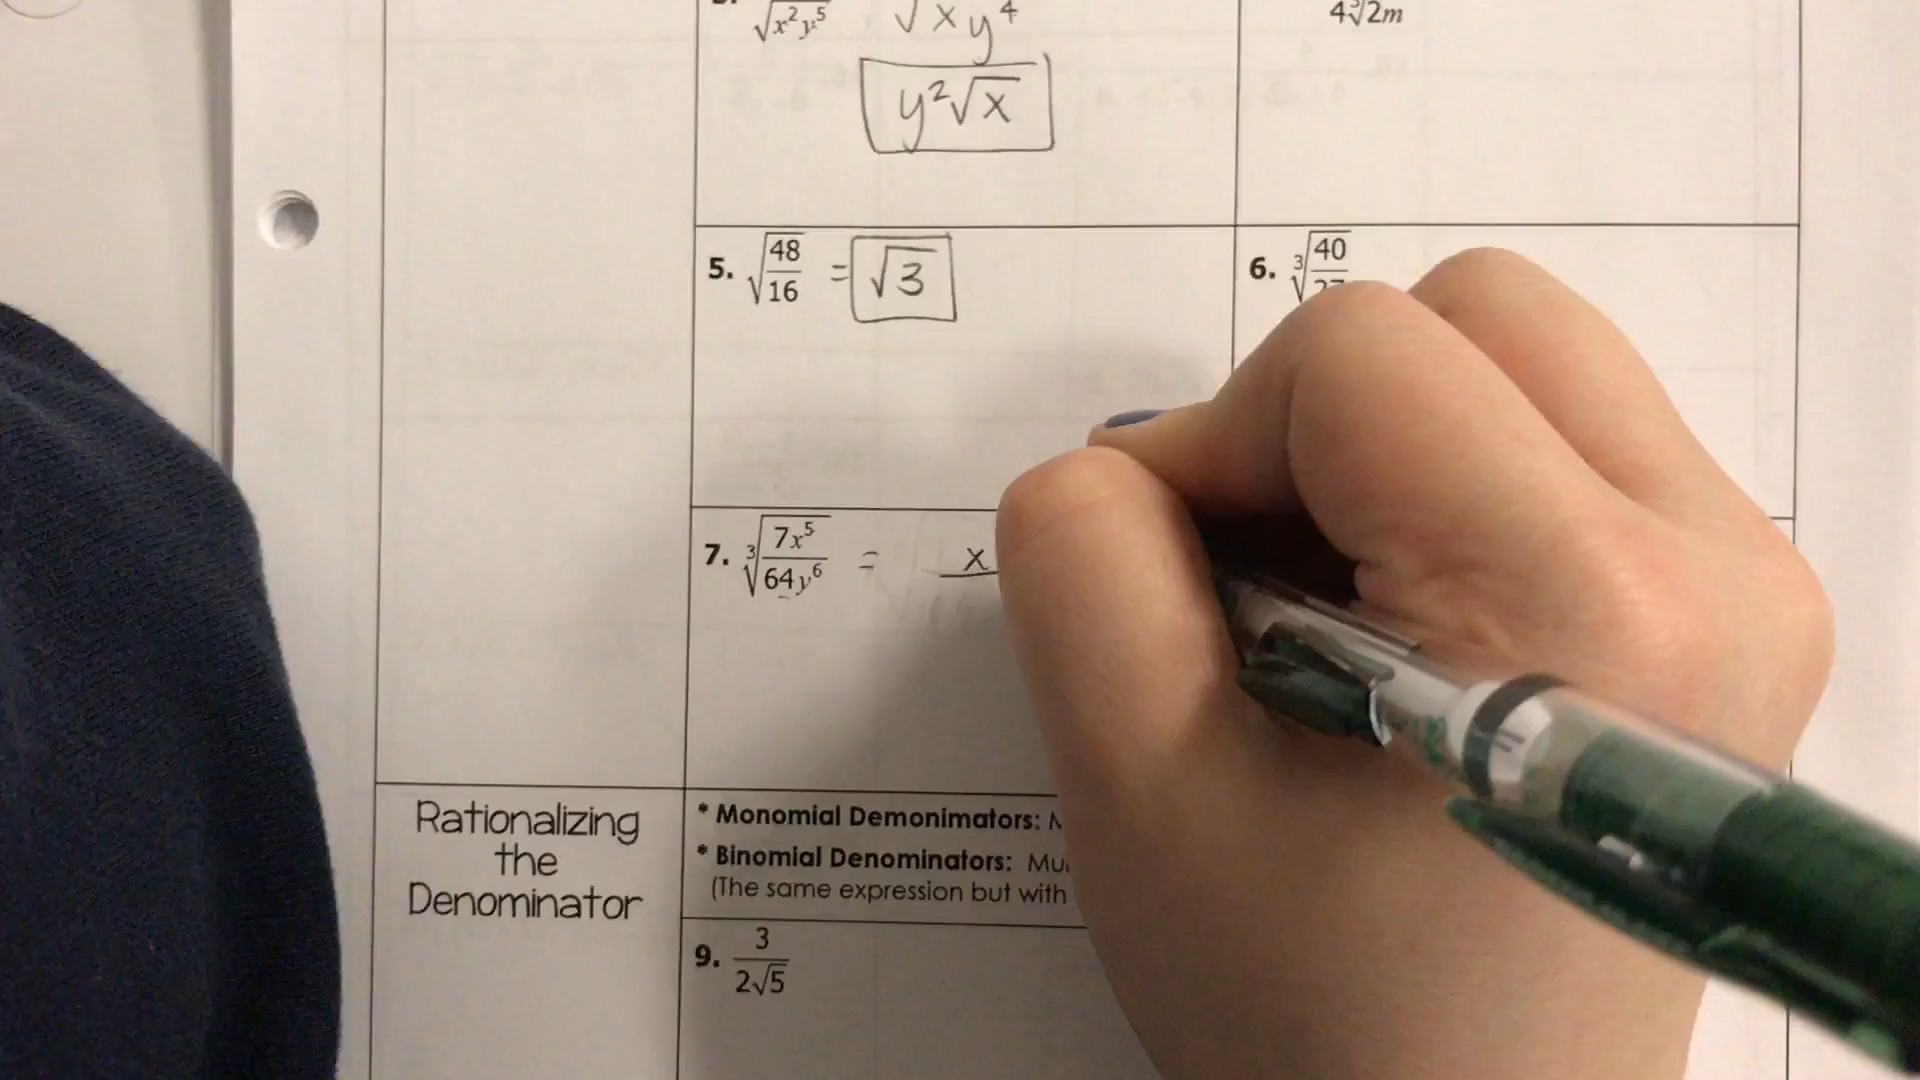 √x²y⁵ √xy⁴ 4∛2m
y²√x
5. √(48/16) = √3 6. ∛(40/27
7. ∛(7x⁵/64y⁶) = x
Rationalizing
the
Denominator
* Monomial Demonimators:
* Binomial Denominators:
(The same expression but with
9. 3/2√5